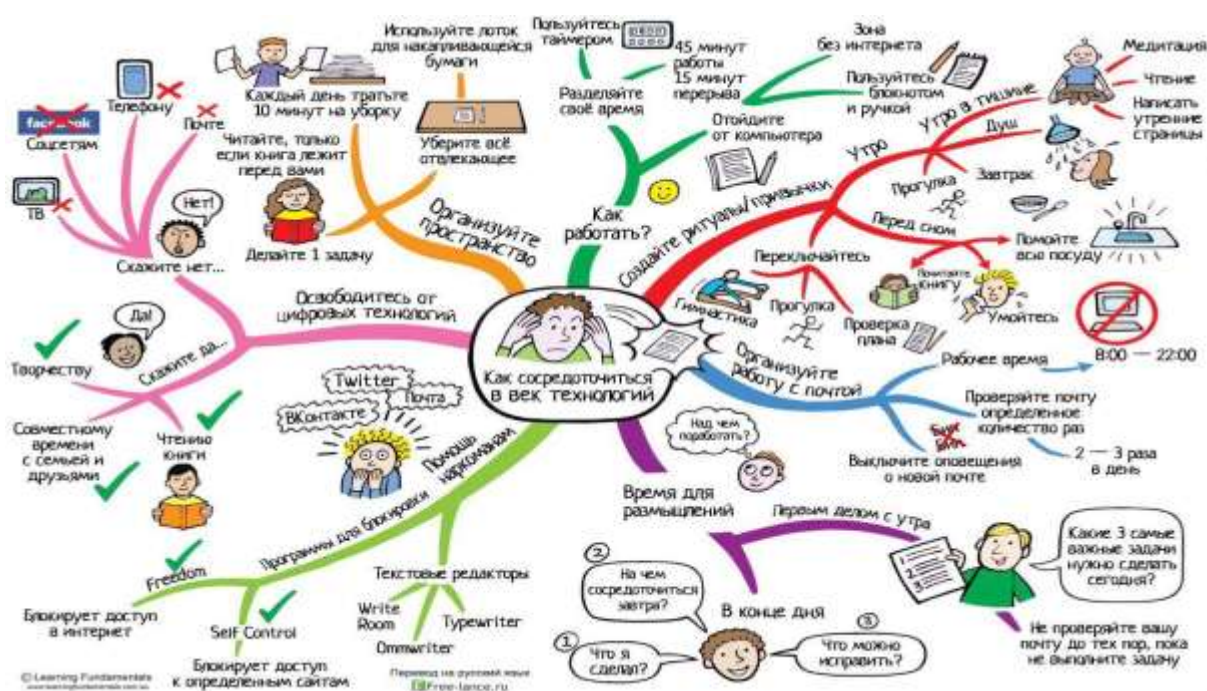 Как сосредоточиться
в век технологий
Организуйте
пространство
Каждый день тратьте
10 минут на уборку
Используйте лоток
для накапливающейся
бумаги
Читайте, только
если книга лежит
перед вами
Уберите всё
отвлекающее
Делайте 1 задачу
Как
работать?
Разделяйте
своё время
Пользуйтесь
таймером
45 минут
работы
15 минут
перерыва
Отойдите
от компьютера
Зона
без интернета
Пользуйтесь
блокнотом
и ручкой
Создайте ритуалы/привычки
Утро
Утро в тишине
Медитация
Чтение
Написать
утренние
страницы
Душ
Завтрак
Прогулка
Перед сном
Помойте
всю посуду
Почитайте
книгу
Умойтесь
Переключайтесь
Гимнастика
Прогулка
Проверка
плана
Организуйте
работу с почтой
Рабочее время
8:00 — 22:00
Проверяйте почту
определенное
количество раз
2 — 3 раза
в день
Выключите оповещения
о новой почте
Время для
размышлений
Над чем
поработать?
Первым делом с утра
1
2
3
Какие 3 самые
важные задачи
нужно сделать
сегодня?
Не проверяйте вашу
почту до тех пор, пока
не выполните задачу
В конце дня
1
Что я
сделал?
2
На чем
сосредоточиться
завтра?
3
Что можно
исправить?
Помощь
наркоманам
Twitter
Почта
ВКонтакте
Программы для блокировки
Freedom
Блокирует доступ
в интернет
Self Control
Блокирует доступ
к определенным сайтам
Текстовые редакторы
Write
Room
Ommwriter
Typewriter
Освободитесь от
цифровых технологий
Скажите нет...
Нет!
ТВ
facebook
Соцсетям
Телефону
Почте
Скажите да...
Да!
Творчеству
Совместному
времени
с семьей и
друзьями
Чтению
книги
© Learning Fundamentals
www.learningfundamentals.com.au
Перевод на русский язык
Free-lance.ru